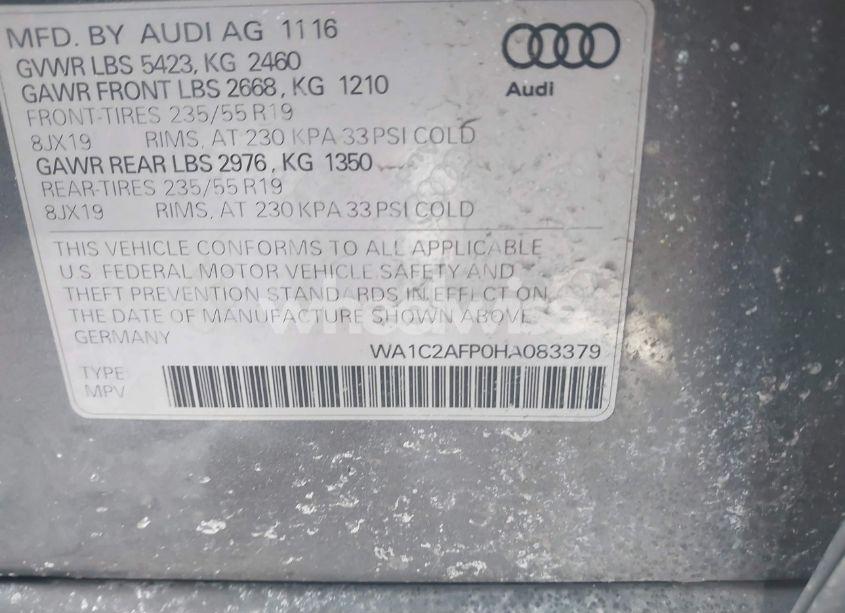 MFD. BY AUDI AG 11 16
GVWR LBS 5423, KG 2460
GAWR FRONT LBS 2668, KG 1210
FRONT-TIRES 235/55 R19
8JX19 RIMS, AT 230 KPA 33 PSI COLD
GAWR REAR LBS 2976, KG 1350
REAR-TIRES 235/55 R19
8JX19 RIMS, AT 230 KPA 33 PSI COLD
Audi
THIS VEHICLE CONFORMS TO ALL APPLICABLE
U.S. FEDERAL MOTOR VEHICLE SAFETY AND
THEFT PREVENTION STANDARDS IN EFFECT ON
THE DATE OF MANUFACTURE SHOWN ABOVE
GERMANY
WA1C2AFP0HA083379
TYPE
MPV